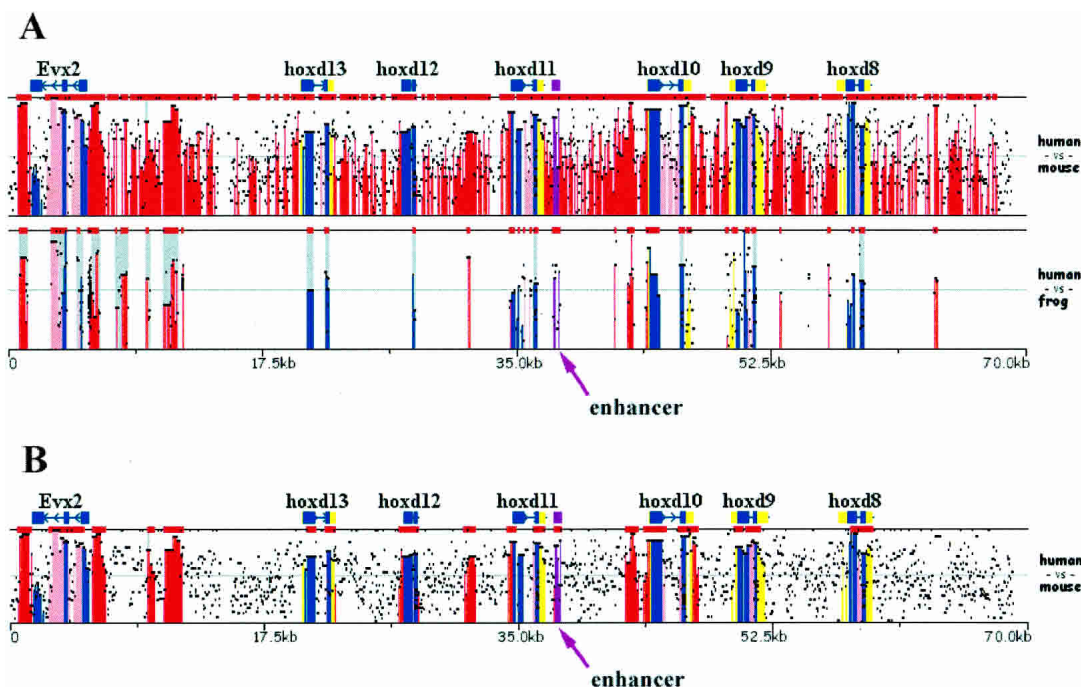 A
Evx2 hoxd13 hoxd12 hoxd11 hoxd10 hoxd9 hoxd8
human
- vs -
mouse
human
- vs -
frog
0 17.5kb 35.0kb 52.5kb 70.0kb
enhancer
B
Evx2 hoxd13 hoxd12 hoxd11 hoxd10 hoxd9 hoxd8
human
- vs -
mouse
0 17.5kb 35.0kb 52.5kb 70.0kb
enhancer